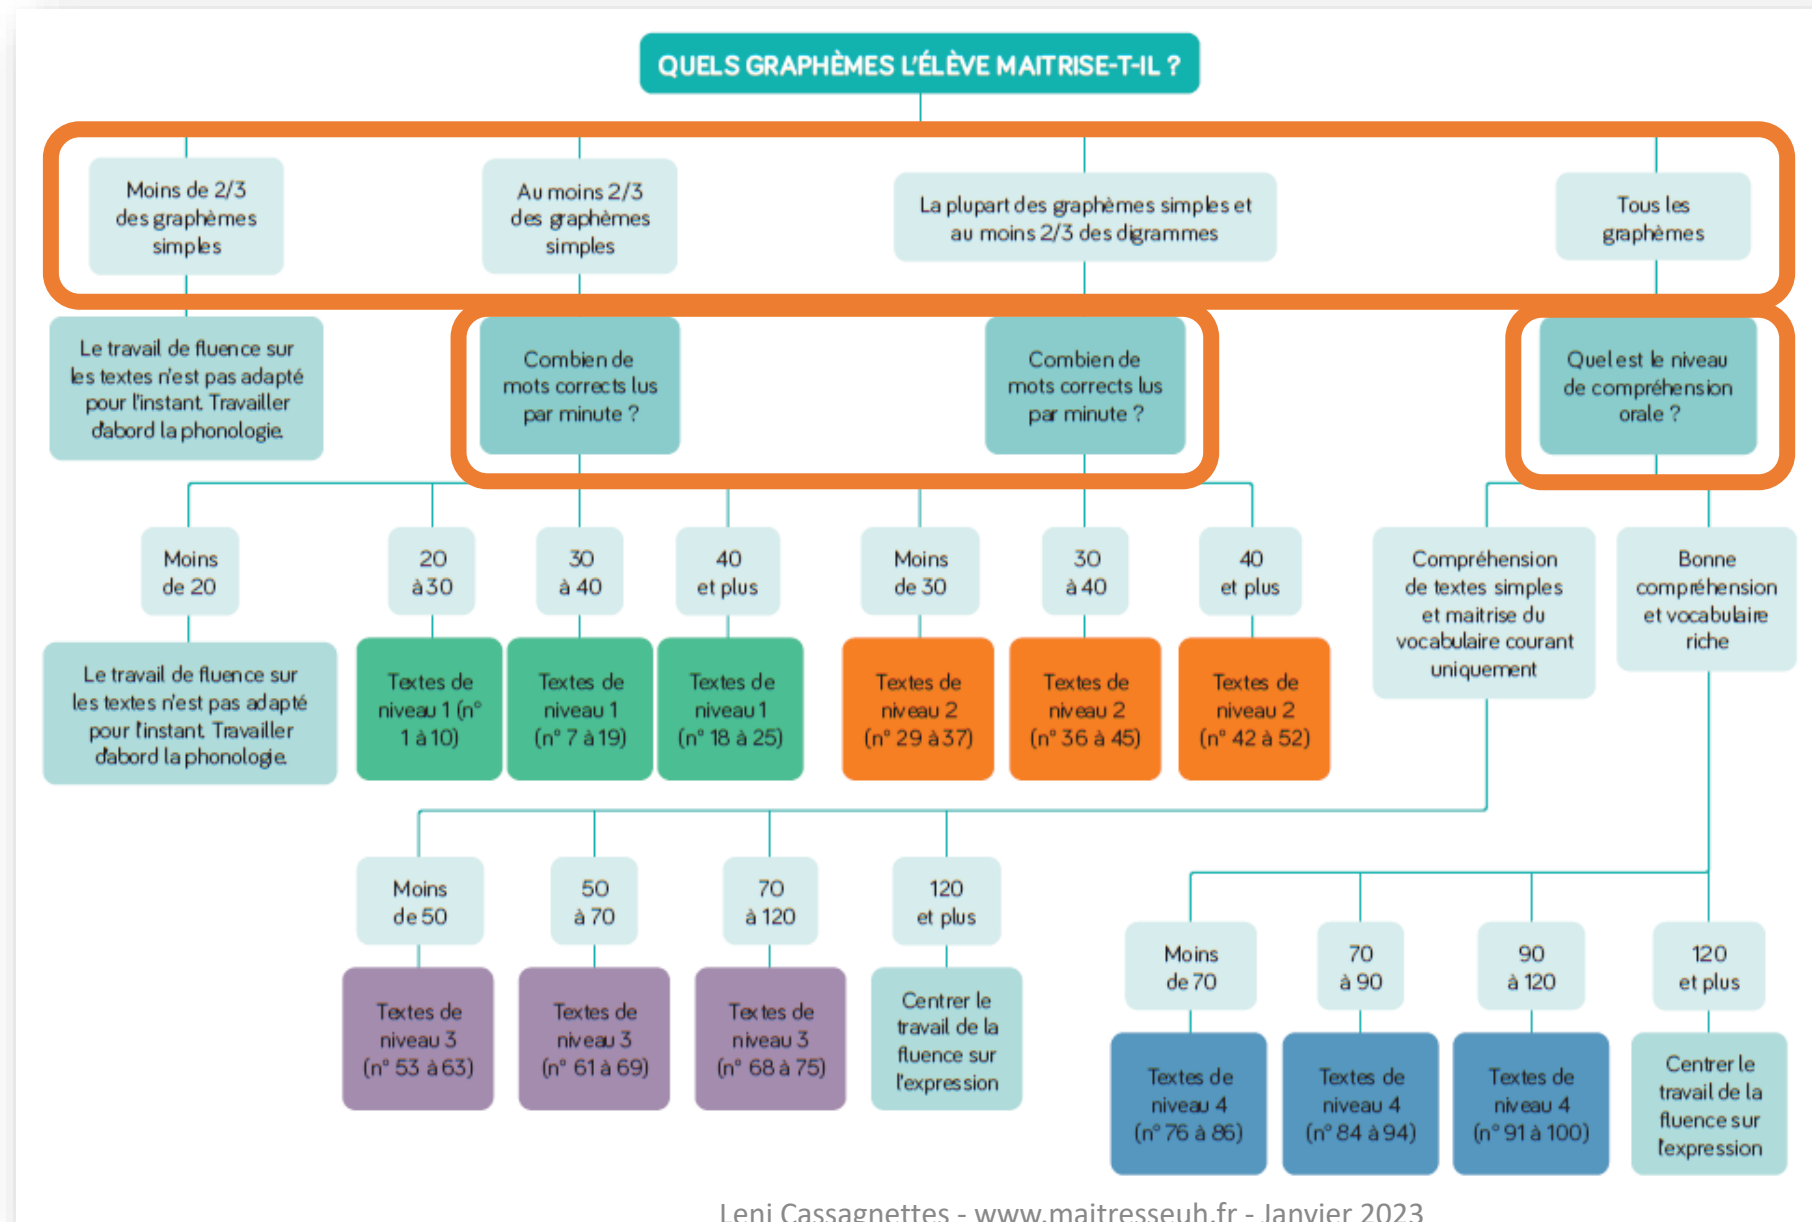 QUELS GRAPHÈMES L'ÉLÈVE MAITRISE-T-IL ?
Moins de 2/3
des graphèmes
simples
Au moins 2/3
des graphèmes
simples
La plupart des graphèmes simples et
au moins 2/3 des digrammes
Tous les
graphèmes
Le travail de fluence sur
les textes n'est pas adapté
pour l'instant. Travailler
d'abord la phonologie.
Combien de
mots corrects lus
par minute ?
Combien de
mots corrects lus
par minute ?
Quel est le niveau
de compréhension
orale ?
Moins
de 20
20
à 30
30
à 40
40
et plus
Moins
de 30
30
à 40
40
et plus
Compréhension
de textes simples
et maitrise du
vocabulaire courant
uniquement
Bonne
compréhension
et vocabulaire
riche
Le travail de fluence sur
les textes n'est pas adapté
pour l'instant. Travailler
d'abord la phonologie.
Textes de
niveau 1 (n°
1 à 10)
Textes de
niveau 1
(n° 7 à 19)
Textes de
niveau 1
(n° 18 à 25)
Textes de
niveau 2
(n° 29 à 37)
Textes de
niveau 2
(n° 36 à 45)
Textes de
niveau 2
(n° 42 à 52)
Moins
de 50
50
à 70
70
à 120
120
et plus
Moins
de 70
70
à 90
90
à 120
120
et plus
Textes de
niveau 3
(n° 53 à 63)
Textes de
niveau 3
(n° 61 à 69)
Textes de
niveau 3
(n° 68 à 75)
Centrer le
travail de la
fluence sur
l'expression
Textes de
niveau 4
(n° 76 à 86)
Textes de
niveau 4
(n° 84 à 94)
Textes de
niveau 4
(n° 91 à 100)
Centrer le
travail de la
fluence sur
l'expression
Leni Cassagnettes - www.maitresseuh.fr - Janvier 2023